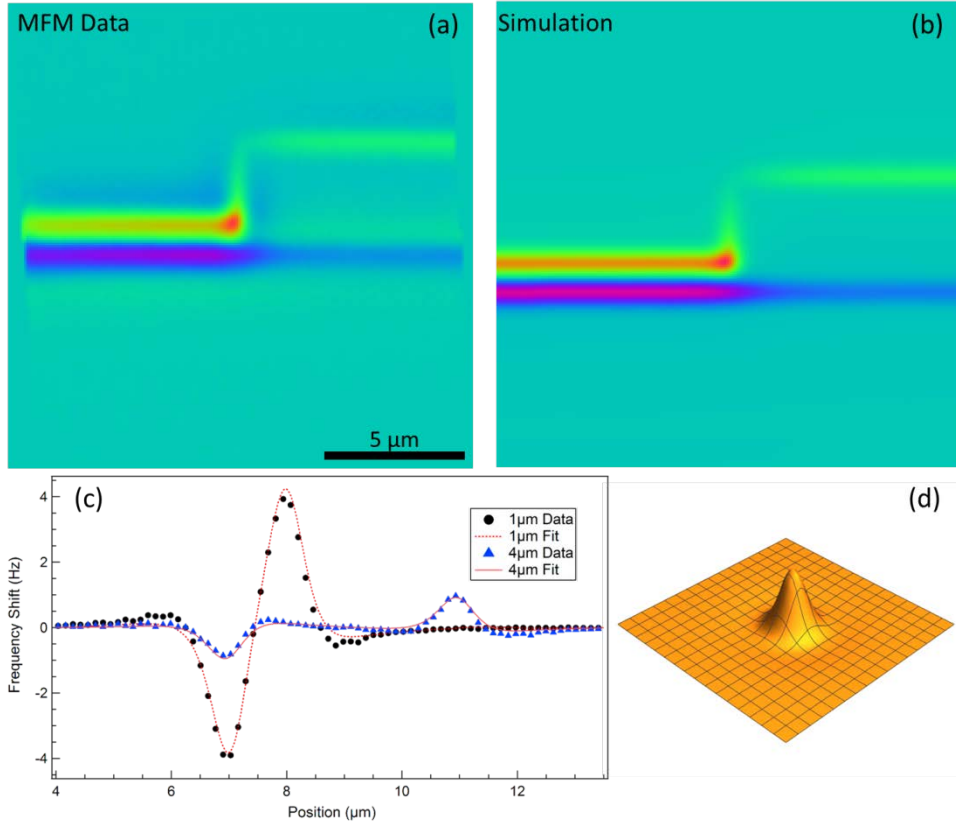 MFM Data
(a)
Simulation
(b)
5 µm
(c)
(d)
4
2
0
-2
-4
Frequency Shift (Hz)
1µm Data
1µm Fit
4µm Data
4µm Fit
4
6
8
10
12
Position (µm)